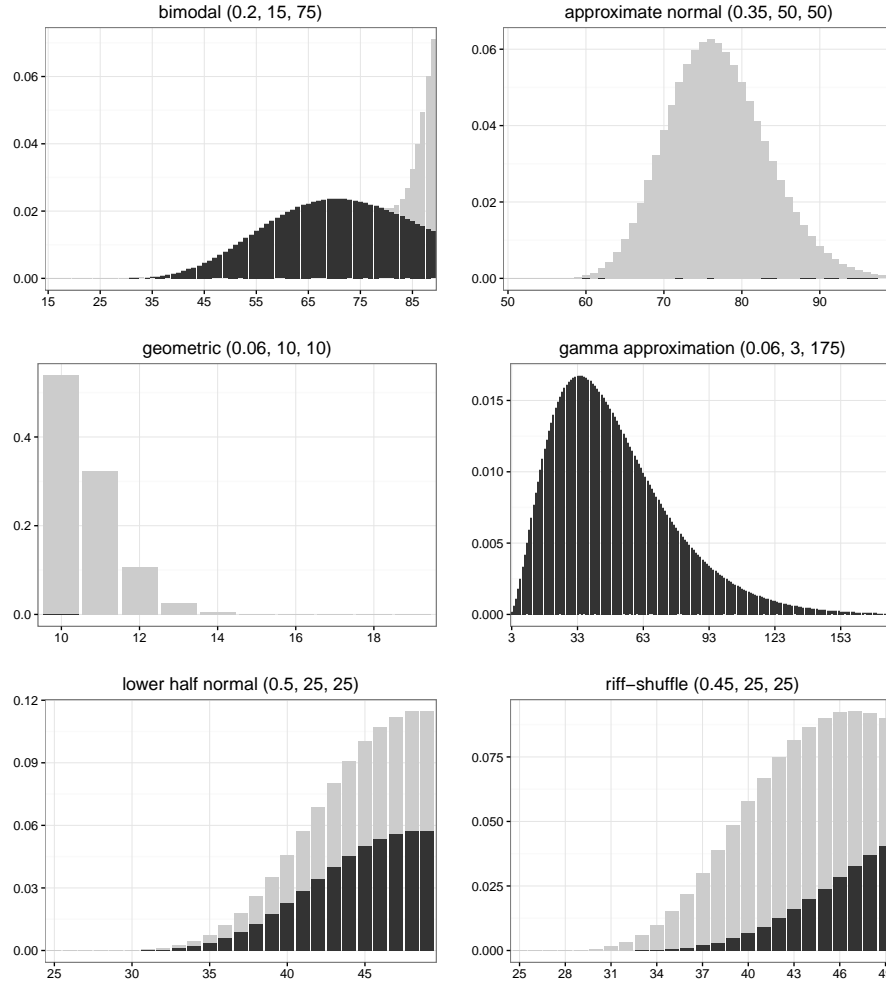 bimodal (0.2, 15, 75)
0.06
0.04
0.02
0.00
15 25 35 45 55 65 75 85
approximate normal (0.35, 50, 50)
0.06
0.04
0.02
0.00
50 60 70 80 90
geometric (0.06, 10, 10)
0.4
0.2
0.0
10 12 14 16 18
gamma approximation (0.06, 3, 175)
0.015
0.010
0.005
0.000
3 33 63 93 123 153
lower half normal (0.5, 25, 25)
0.12
0.09
0.06
0.03
0.00
25 30 35 40 45
riff−shuffle (0.45, 25, 25)
0.075
0.050
0.025
0.000
25 28 31 34 37 40 43 46